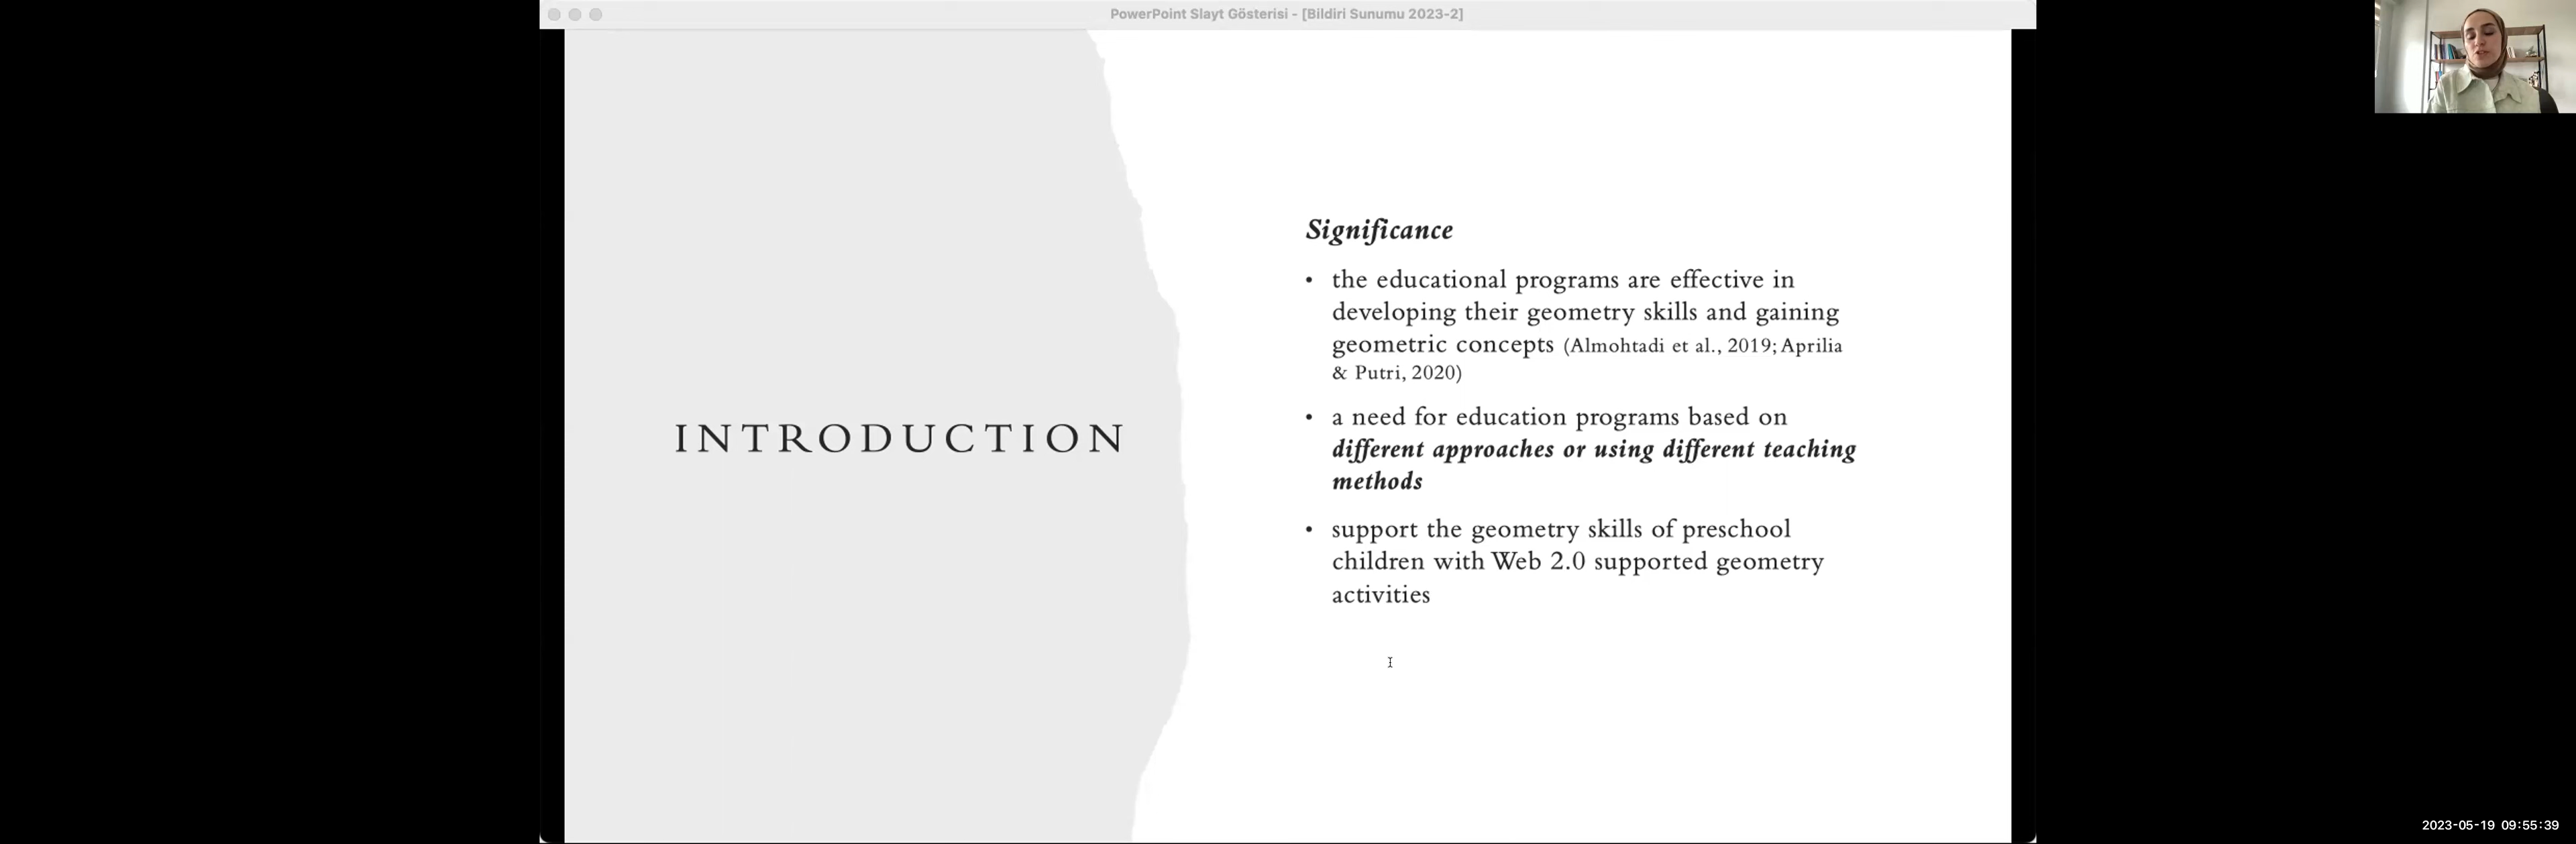 PowerPoint Slayt Gösterisi - [Bildiri Sunumu 2023-2]
INTRODUCTION
Significance
• the educational programs are effective in
developing their geometry skills and gaining
geometric concepts (Almohtadi et al., 2019; Aprilia
& Putri, 2020)
• a need for education programs based on
different approaches or using different teaching
methods
• support the geometry skills of preschool
children with Web 2.0 supported geometry
activities
2023-05-19 09:55:39